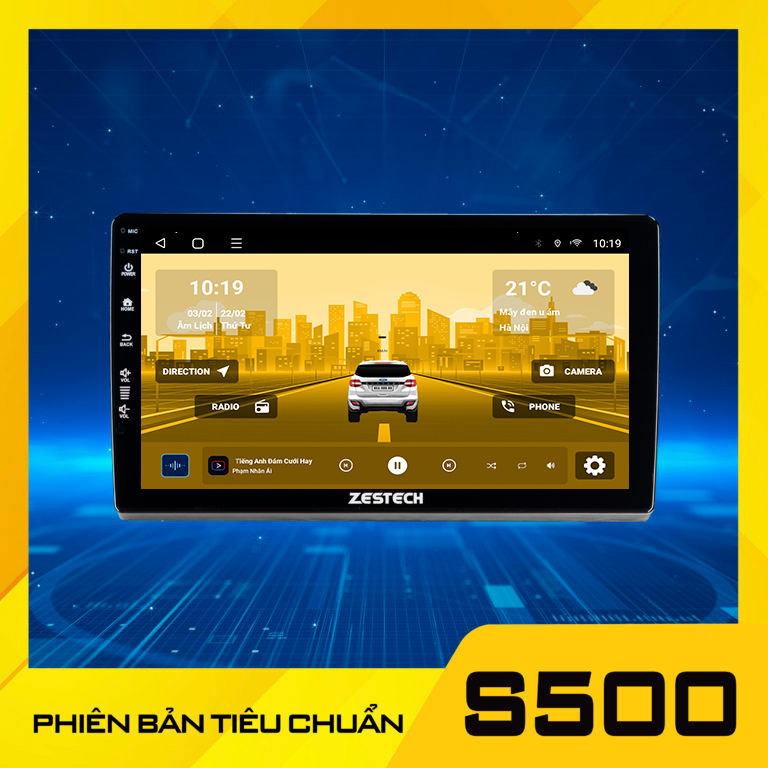 MIC
RST
POWER
HOME
BACK
VOL
VOL
10:19
10:19
03/02 22/02
Âm Lịch Thứ Tư
21°C
Mây đen u ám
Hà Nội
DIRECTION
CAMERA
RADIO
PHONE
Tiếng Anh Đám Cưới Hay
Phạm Nhân Ái
ZESTECH
PHIÊN BẢN TIÊU CHUẨN
S500